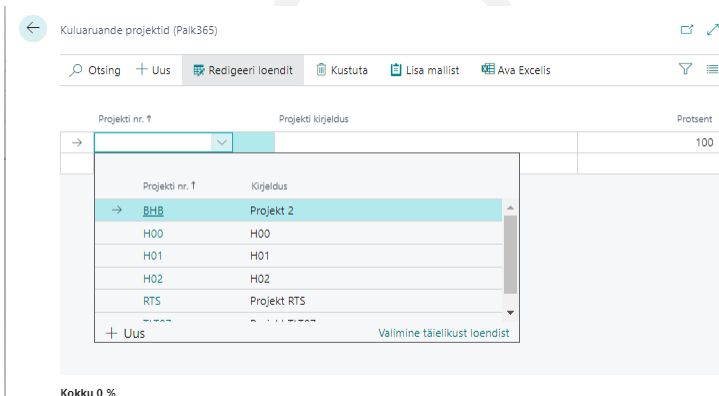 Kuluaruande projektid (Palk365)
Otsing Uus Redigeeri loendit Kustuta Lisa mallist Ava Excelis
Projekti nr. ↑ Projekti kirjeldus Protsent
100
Projekti nr. ↑ Kirjeldus
BHB Projekt 2
H00 H00
H01 H01
H02 H02
RTS Projekt RTS
+ Uus Valimine täielikust loendist
Kokku 0 %